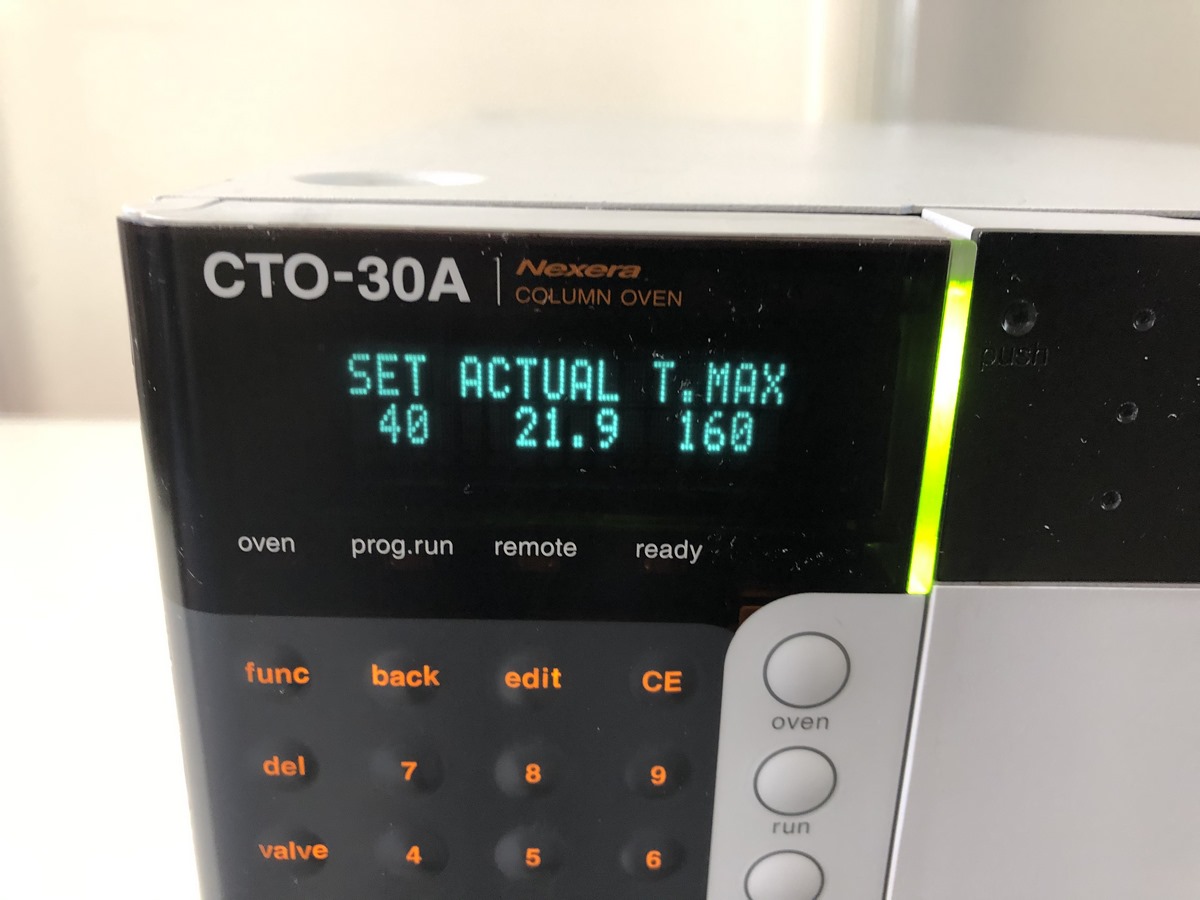 CTO-30A
Nexera
COLUMN OVEN
SET ACTUAL T.MAX
40 21.9 160
push
oven prog.run remote ready
func back edit CE
oven
del 7 8 9
run
valve 4 5 6